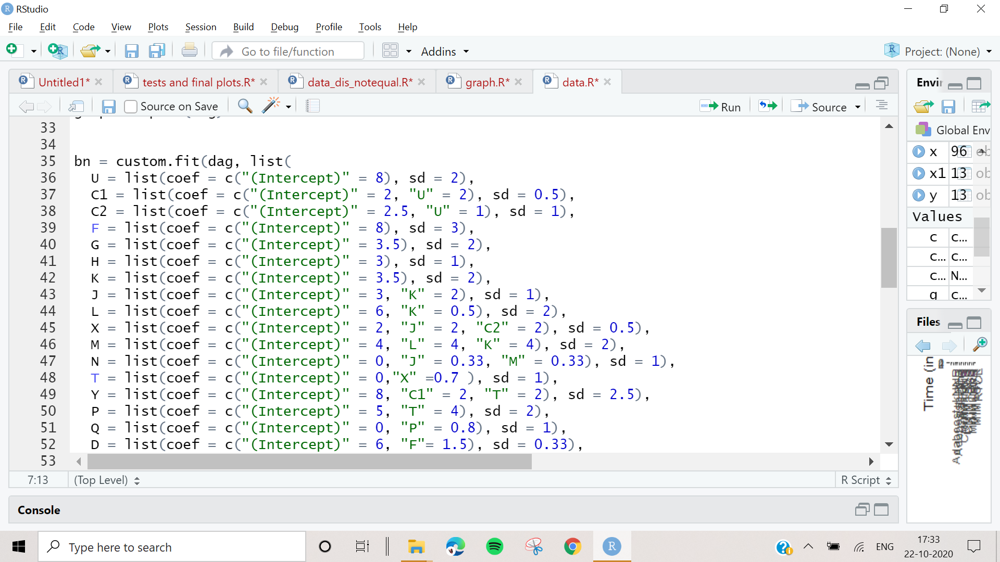 RStudio
File Edit Code View Plots Session Build Debug Profile Tools Help
Go to file/function Addins Project: (None)
Untitled1* tests and final plots.R* data_dis_notequal.R* graph.R* data.R*
Source on Save Run Source
33
34
35 bn = custom.fit(dag, list(
36 U = list(coef = c("(Intercept)" = 8), sd = 2),
37 C1 = list(coef = c("(Intercept)" = 2, "U" = 2), sd = 0.5),
38 C2 = list(coef = c("(Intercept)" = 2.5, "U" = 1), sd = 1),
39 F = list(coef = c("(Intercept)" = 8), sd = 3),
40 G = list(coef = c("(Intercept)" = 3.5), sd = 2),
41 H = list(coef = c("(Intercept)" = 3), sd = 1),
42 K = list(coef = c("(Intercept)" = 3.5), sd = 2),
43 J = list(coef = c("(Intercept)" = 3, "K" = 2), sd = 1),
44 L = list(coef = c("(Intercept)" = 6, "K" = 0.5), sd = 2),
45 X = list(coef = c("(Intercept)" = 2, "J" = 2, "C2" = 2), sd = 0.5),
46 M = list(coef = c("(Intercept)" = 4, "L" = 4, "K" = 4), sd = 2),
47 N = list(coef = c("(Intercept)" = 0, "J" = 0.33, "M" = 0.33), sd = 1),
48 T = list(coef = c("(Intercept)" = 0,"X" =0.7 ), sd = 1),
49 Y = list(coef = c("(Intercept)" = 8, "C1" = 2, "T" = 2), sd = 2.5),
50 P = list(coef = c("(Intercept)" = 5, "T" = 4), sd = 2),
51 Q = list(coef = c("(Intercept)" = 0, "P" = 0.8), sd = 1),
52 D = list(coef = c("(Intercept)" = 6, "F"= 1.5), sd = 0.33),
53
7:13 (Top Level) R Script
Console
Envir
Global Env
x 96 ob
x1 13 ob
y 13 ob
Values
c c...
c... c...
c... N...
g c...
Files
Time (in
Type here to search
R
ENG
17:33
22-10-2020